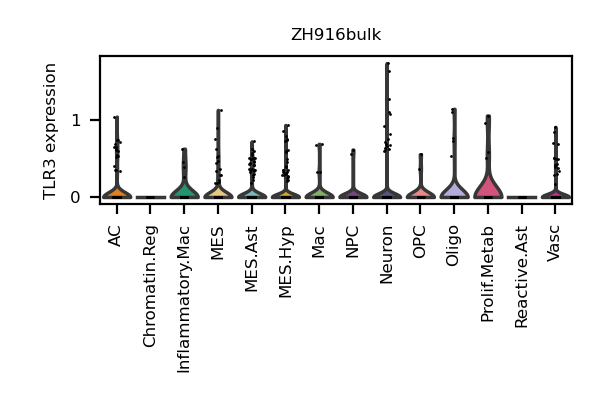 ZH916bulk
TLR3 expression
1
0
AC
Chromatin.Reg
Inflammatory.Mac
MES
MES.Ast
MES.Hyp
Mac
NPC
Neuron
OPC
Oligo
Prolif.Metab
Reactive.Ast
Vasc